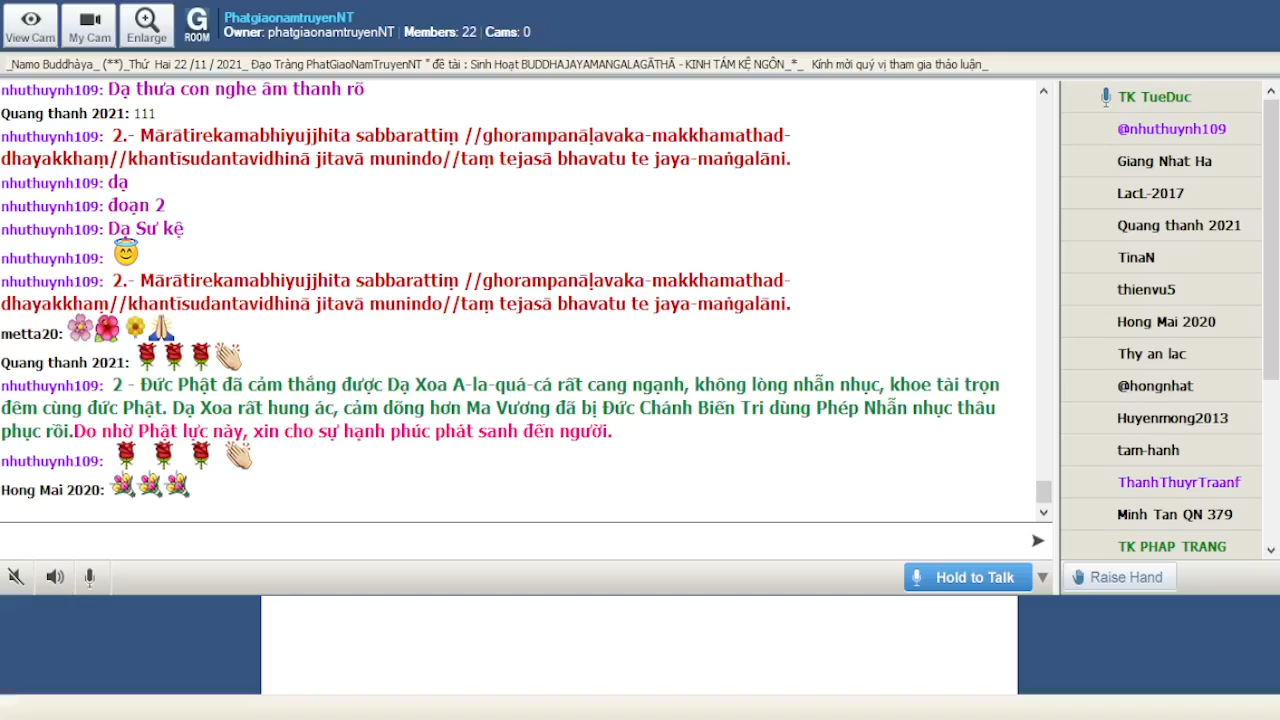 View Cam
My Cam
Enlarge
G
ROOM
PhatgiaonamtruyenNT
Owner: phatgiaonamtruyenNT | Members: 22 | Cams: 0
_Namo Buddhàya_ (**)_Thứ Hai 22 /11 / 2021_ Đạo Tràng PhatGiaoNamTruyenNT " đề tài : Sinh Hoạt BUDDHAJAYAMANGALAGĀTHĀ - KINH TÁM KỆ NGÔN_*_ Kính mời quý vị tham gia thảo luận_
nhuthuynh109: Dạ thưa con nghe âm thanh rõ
Quang thanh 2021: 111
nhuthuynh109: 2.- Mārātirekamabhiyujjhita sabbarattiṃ //ghorampanāḷavaka-makkhamathad-
dhayakkhaṃ//khantīsudantavidhinā jitavā munindo//taṃ tejasā bhavatu te jaya-maṅgalāni.
nhuthuynh109: dạ
nhuthuynh109: đoạn 2
nhuthuynh109: Dạ Sư kệ
nhuthuynh109:
nhuthuynh109: 2.- Mārātirekamabhiyujjhita sabbarattiṃ //ghorampanāḷavaka-makkhamathad-
dhayakkhaṃ//khantīsudantavidhinā jitavā munindo//taṃ tejasā bhavatu te jaya-maṅgalāni.
metta20:
Quang thanh 2021:
nhuthuynh109: 2 - Đức Phật đã cảm thắng được Dạ Xoa A-la-quá-cá rất cang ngạnh, không lòng nhẫn nhục, khoe tài trọn
đêm cùng đức Phật. Dạ Xoa rất hung ác, cảm dõng hơn Ma Vương đã bị Đức Chánh Biến Tri dùng Phép Nhẫn nhục thâu
phục rồi.Do nhờ Phật lực này, xin cho sự hạnh phúc phát sanh đến người.
nhuthuynh109:
Hong Mai 2020:
TK TueDuc
@nhuthuynh109
Giang Nhat Ha
LacL-2017
Quang thanh 2021
TinaN
thienvu5
Hong Mai 2020
Thy an lac
@hongnhat
Huyenmong2013
tam-hanh
ThanhThuyrTraanf
Minh Tan QN 379
TK PHAP TRANG
Hold to Talk
Raise Hand